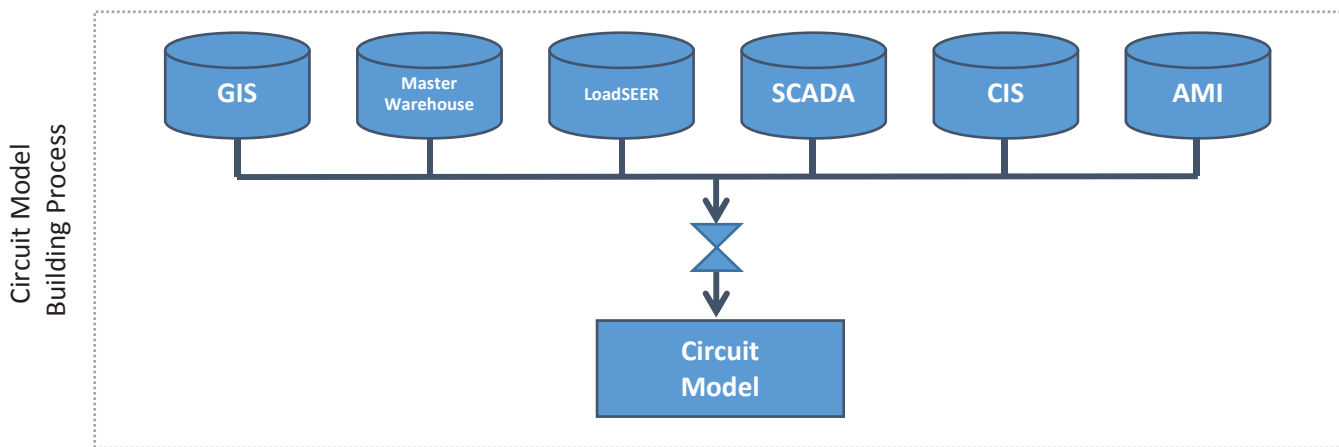 Circuit Model
Building Process
GIS
Master
Warehouse
LoadSEER
SCADA
CIS
AMI
Circuit
Model